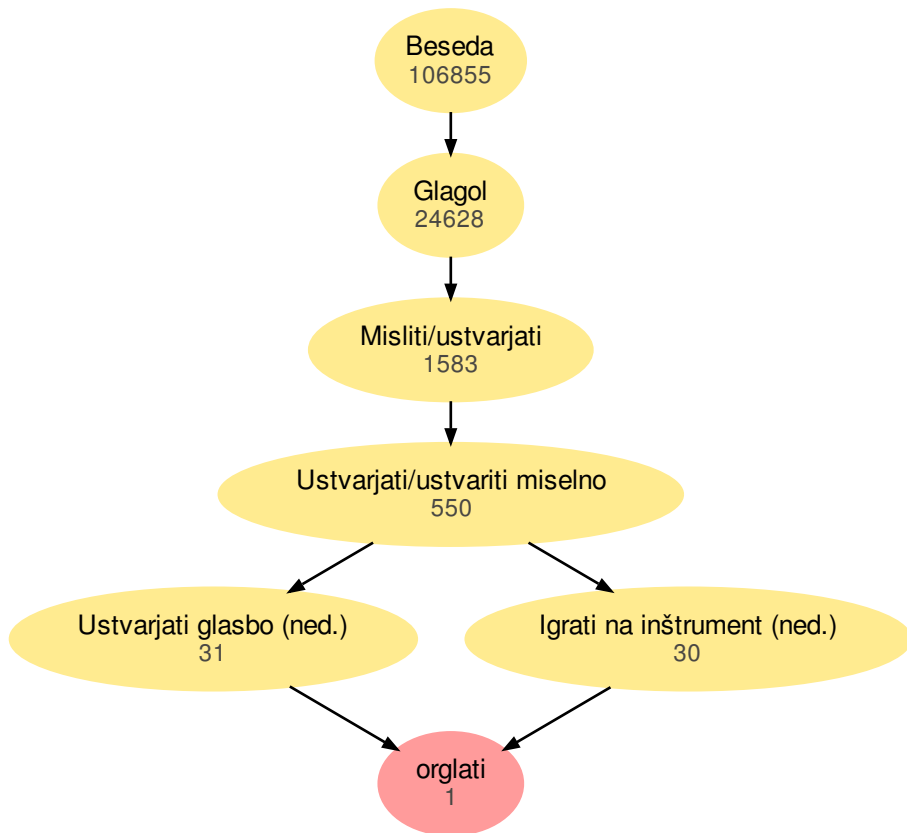 Beseda
106855
Glagol
24628
Misliti/ustvarjati
1583
Ustvarjati/ustvariti miselno
550
Ustvarjati glasbo (ned.)
31
Igrati na inštrument (ned.)
30
orglati
1